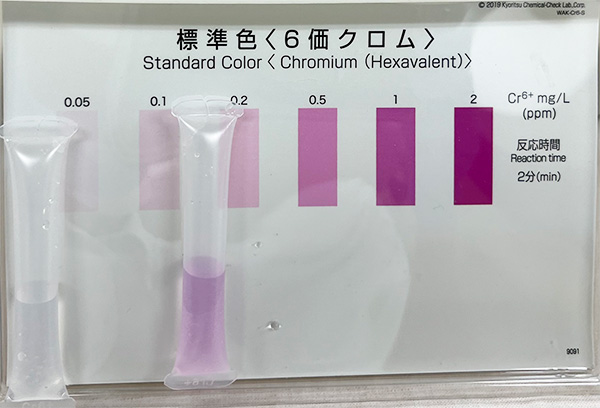 © 2019 Kyoritsu Chemical-Check Lab.,Corp.
WAK-Cr6-S
標準色〈6価クロム〉
Standard Color〈 Chromium (Hexavalent)〉
0.05 0.1 0.2 0.5 1 2 Cr6+ mg/L
(ppm)
反応時間
Reaction time
2分(min)
9091